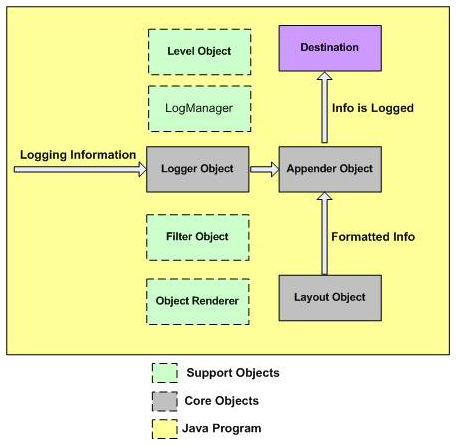 Level Object
Destination
LogManager
Info is Logged
Logging Information
Logger Object
Appender Object
Filter Object
Formatted Info
Object Renderer
Layout Object
Support Objects
Core Objects
Java Program